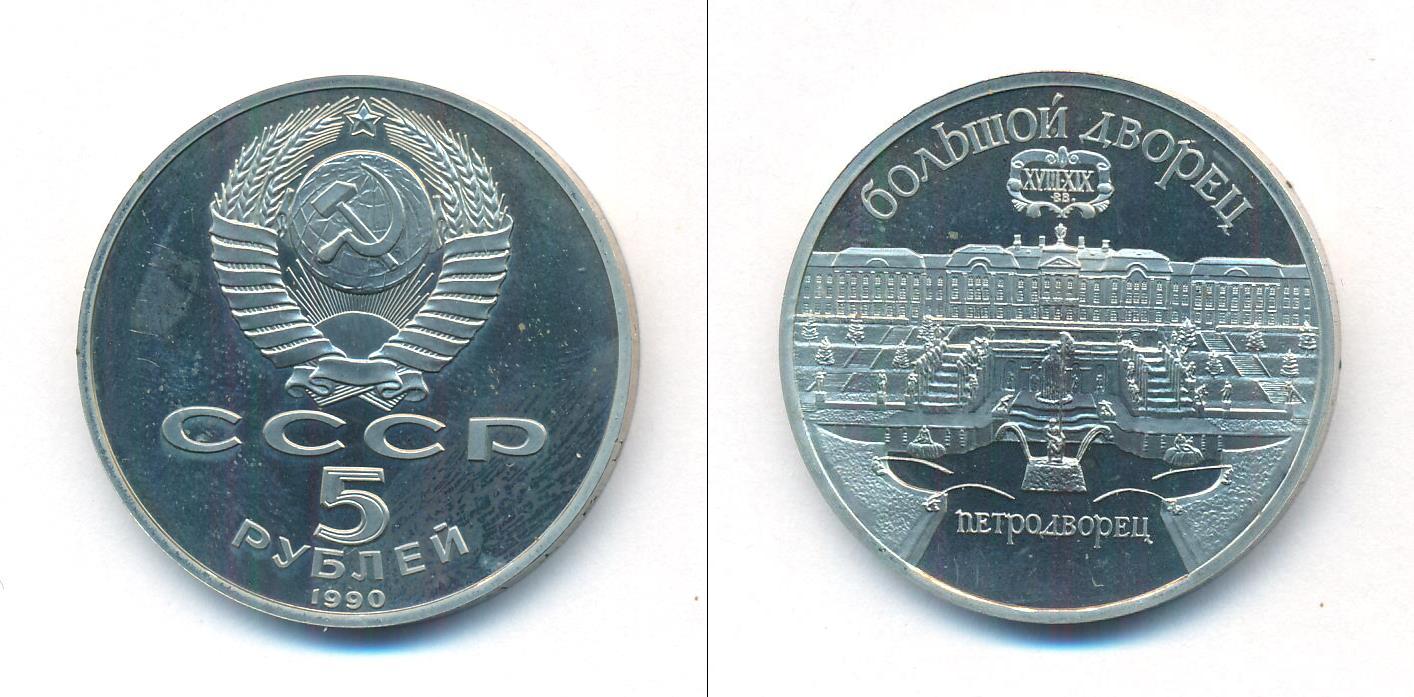 СССР
5
РУБЛЕЙ
1990
БОЛЬШОЙ ДВОРЕЦ
XVIII-XIX
ВВ.
ПЕТРОДВОРЕЦ